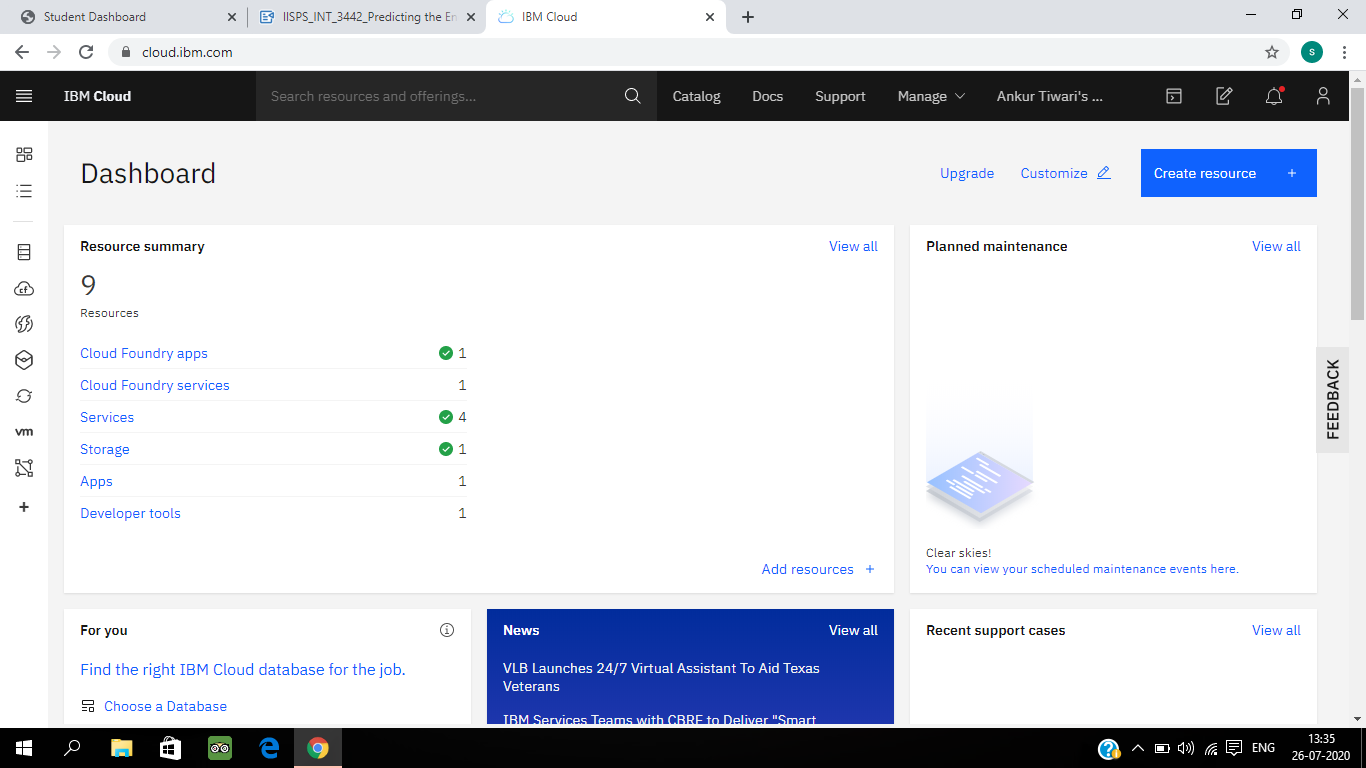 Student Dashboard
IISPS_INT_3442_Predicting the En
IBM Cloud
cloud.ibm.com
s
IBM Cloud
Search resources and offerings...
Catalog
Docs
Support
Manage
Ankur Tiwari's ...
Dashboard
Upgrade
Customize
Create resource +
Resource summary
View all
9
Resources
Cloud Foundry apps 1
Cloud Foundry services 1
Services 4
Storage 1
Apps 1
Developer tools 1
Add resources +
Planned maintenance
View all
Clear skies!
You can view your scheduled maintenance events here.
cf
vm
+
FEEDBACK
For you
Find the right IBM Cloud database for the job.
Choose a Database
News
View all
VLB Launches 24/7 Virtual Assistant To Aid Texas
Veterans
IBM Services Teams with CBRE to Deliver "Smart
Recent support cases
View all
ENG
13:35
26-07-2020